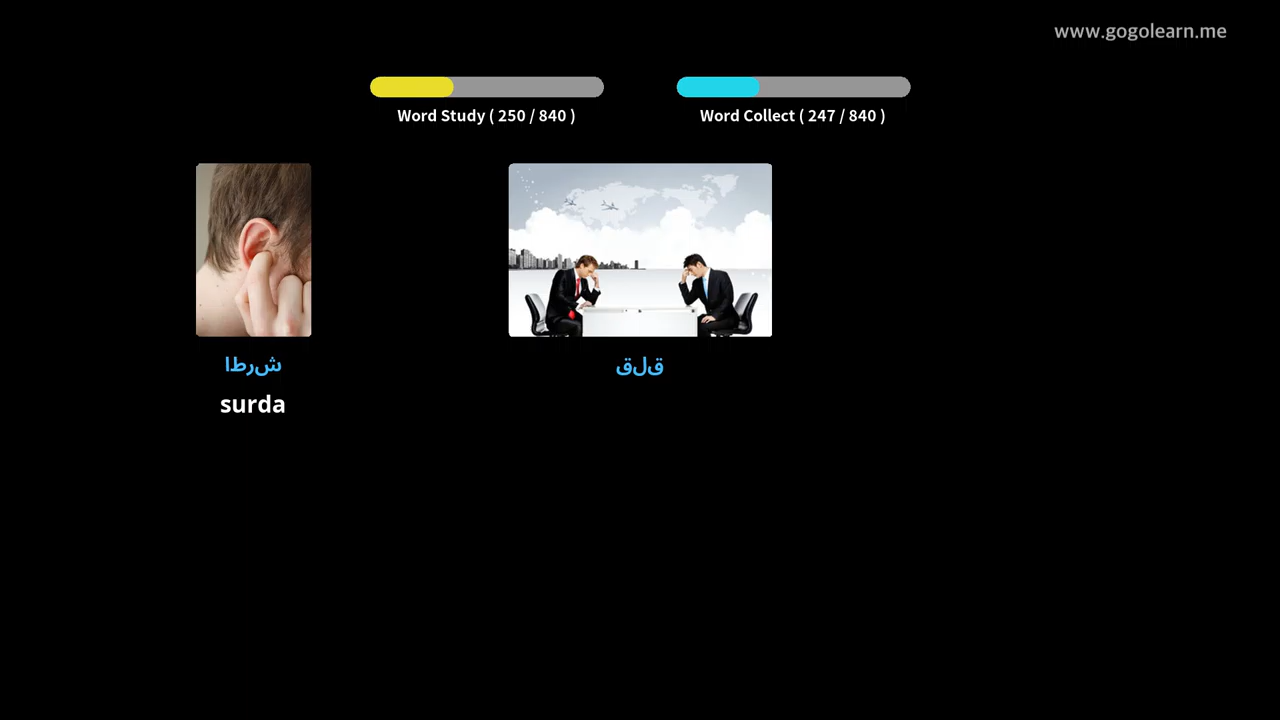 www.gogolearn.me
Word Study ( 250 / 840 )
Word Collect ( 247 / 840 )
شرطا
surda
قلق